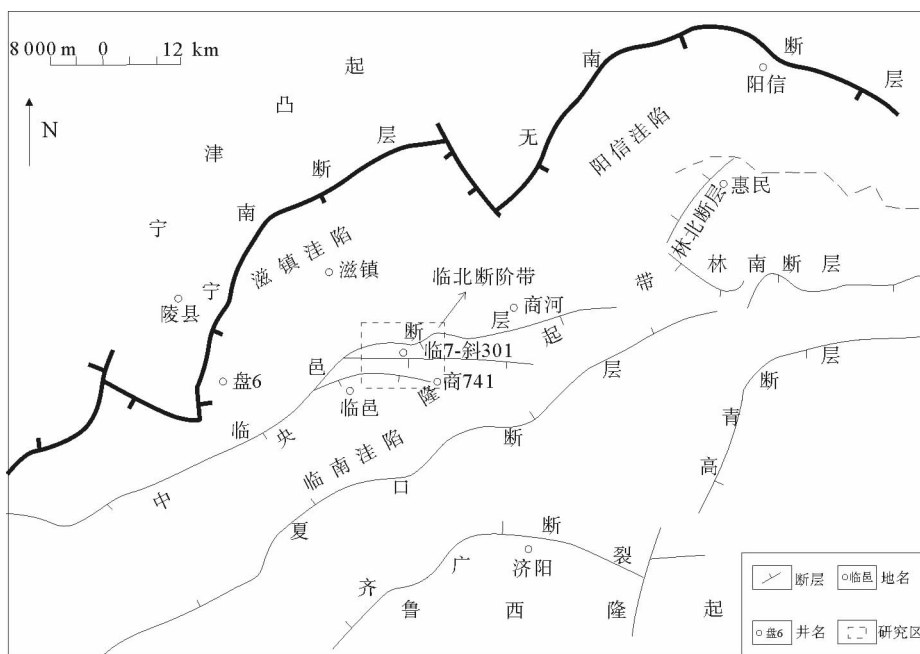 8 000 m 0 12 km
N
宁津凸起
宁南断层
无南断层
阳信
阳信洼陷
惠民
林北断层
林南断层
滋镇洼陷
滋镇
陵县
临北断阶带
商河
临邑断层
临7-斜301
商741
盘6
临邑
中央隆起带
临南洼陷
夏口断层
高青断层
齐广断裂
济阳
鲁西隆起
断层
临邑 地名
盘6 井名
研究区